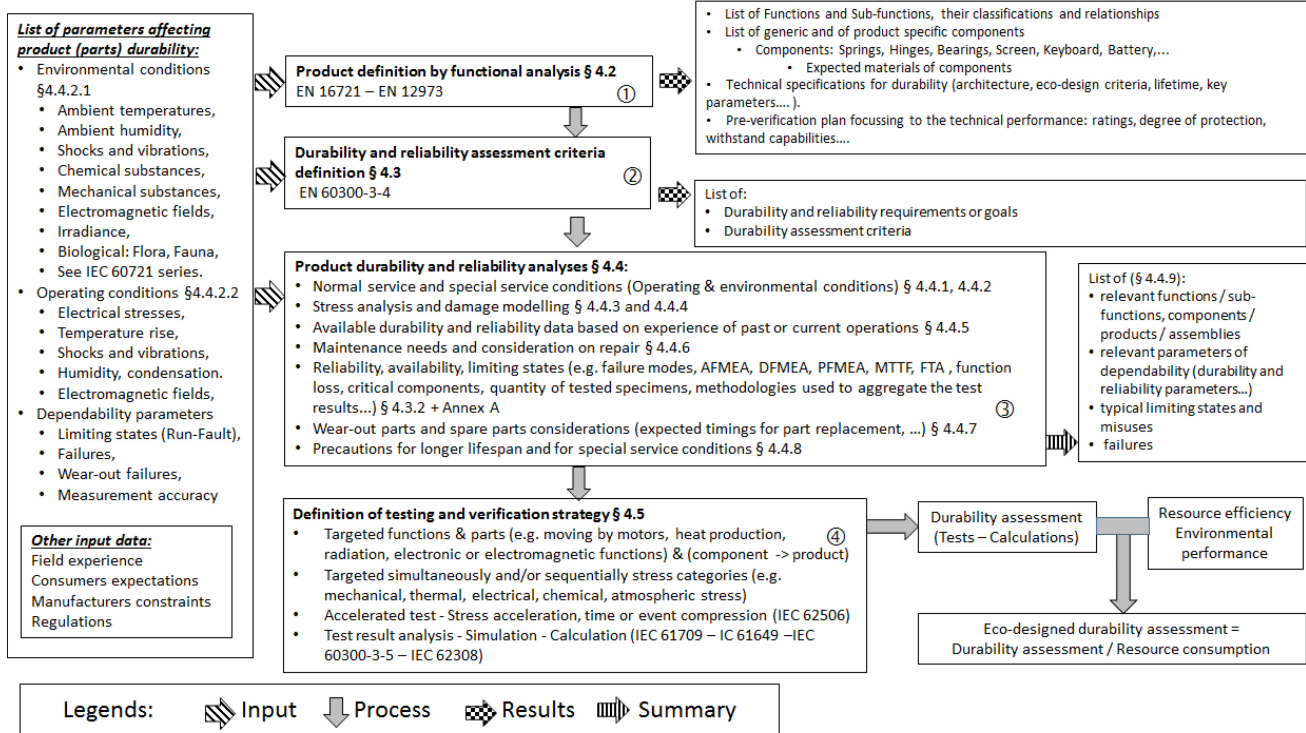 List of parameters affecting
product (parts) durability:
• Environmental conditions
§4.4.2.1
• Ambient temperatures,
• Ambient humidity,
• Shocks and vibrations,
• Chemical substances,
• Mechanical substances,
• Electromagnetic fields,
• Irradiance,
• Biological: Flora, Fauna,
• See IEC 60721 series.
• Operating conditions §4.4.2.2
• Electrical stresses,
• Temperature rise,
• Shocks and vibrations,
• Humidity, condensation.
• Electromagnetic fields,
• Dependability parameters
• Limiting states (Run-Fault),
• Failures,
• Wear-out failures,
• Measurement accuracy
Other input data:
Field experience
Consumers expectations
Manufacturers constraints
Regulations
Product definition by functional analysis § 4.2
EN 16721 – EN 12973
①
• List of Functions and Sub-functions, their classifications and relationships
• List of generic and of product specific components
• Components: Springs, Hinges, Bearings, Screen, Keyboard, Battery,...
• Expected materials of components
• Technical specifications for durability (architecture, eco-design criteria, lifetime, key
parameters.... ).
• Pre-verification plan focussing to the technical performance: ratings, degree of protection,
withstand capabilities....
Durability and reliability assessment criteria
definition § 4.3
②
EN 60300-3-4
List of:
• Durability and reliability requirements or goals
• Durability assessment criteria
Product durability and reliability analyses § 4.4:
• Normal service and special service conditions (Operating & environmental conditions) § 4.4.1, 4.4.2
• Stress analysis and damage modelling § 4.4.3 and 4.4.4
• Available durability and reliability data based on experience of past or current operations § 4.4.5
• Maintenance needs and consideration on repair § 4.4.6
• Reliability, availability, limiting states (e.g. failure modes, AFMEA, DFMEA, PFMEA, MTTF, FTA , function
loss, critical components, quantity of tested specimens, methodologies used to aggregate the test
results...) § 4.3.2 + Annex A
③
• Wear-out parts and spare parts considerations (expected timings for part replacement, ...) § 4.4.7
• Precautions for longer lifespan and for special service conditions § 4.4.8
List of (§ 4.4.9):
• relevant functions / sub-
functions, components /
products / assemblies
• relevant parameters of
dependability (durability and
reliability parameters...)
• typical limiting states and
misuses
• failures
Definition of testing and verification strategy § 4.5
• Targeted functions & parts (e.g. moving by motors, heat production,
④
radiation, electronic or electromagnetic functions) & (component -> product)
• Targeted simultaneously and/or sequentially stress categories (e.g.
mechanical, thermal, electrical, chemical, atmospheric stress)
• Accelerated test - Stress acceleration, time or event compression (IEC 62506)
• Test result analysis - Simulation - Calculation (IEC 61709 – IC 61649 –IEC
60300-3-5 – IEC 62308)
Durability assessment
(Tests – Calculations)
Resource efficiency
Environmental
performance
Eco-designed durability assessment =
Durability assessment / Resource consumption
Legends: Input Process Results Summary